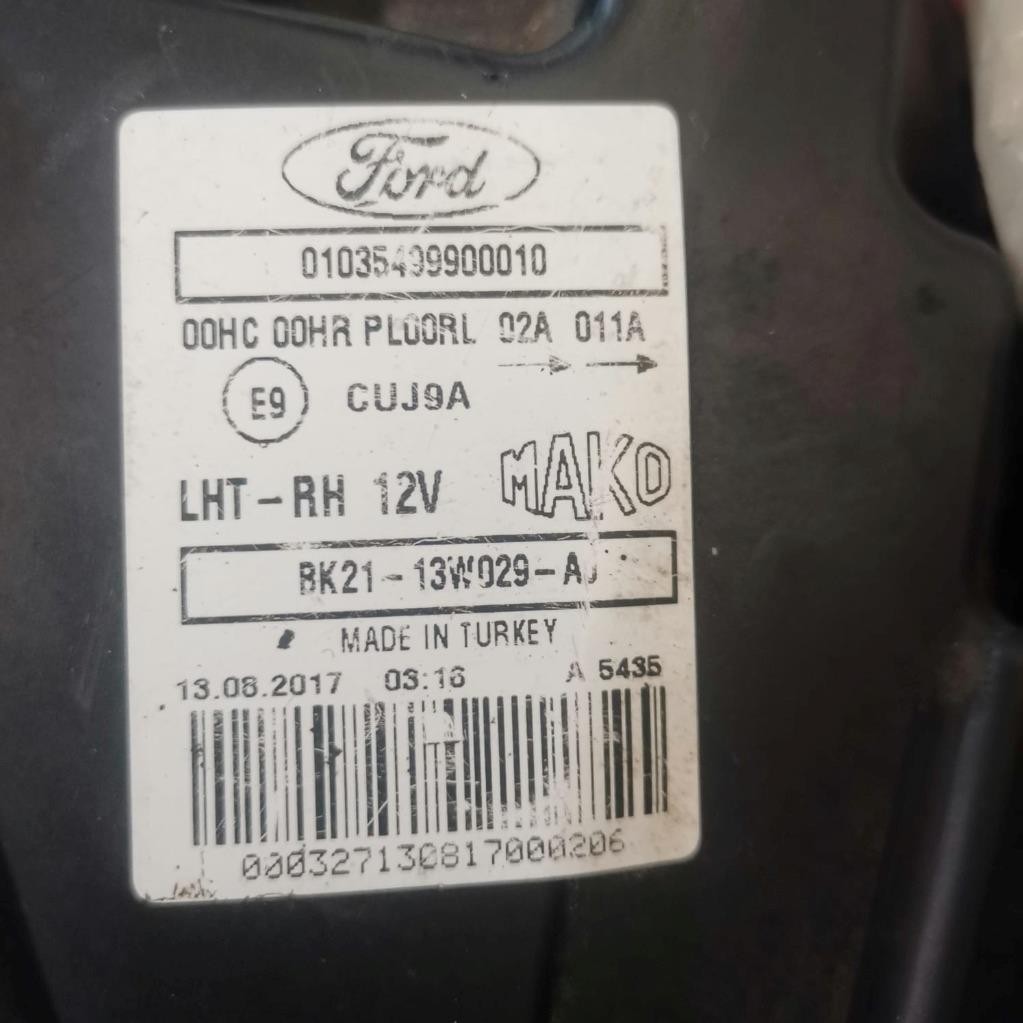 Ford
01035499900010
00HC 00HR PL00RL 02A 011A
E9 CUJ9A
LHT-RH 12V MAKO
BK21-13W029-AJ
MADE IN TURKEY
13.08.2017 03:16 A 5435
000327130817000206